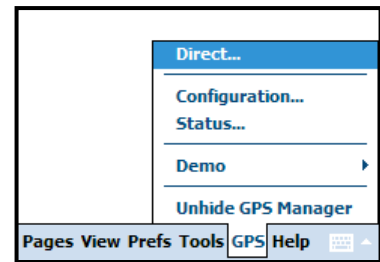 Direct...
Configuration...
Status...
Demo
Unhide GPS Manager
Pages View Prefs Tools GPS Help